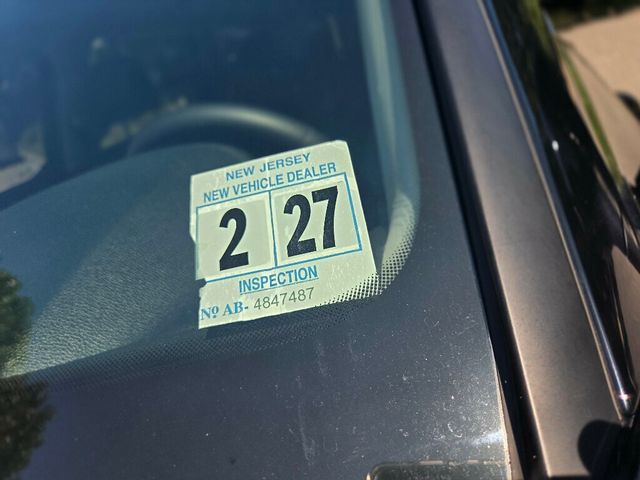 NEW JERSEY
NEW VEHICLE DEALER
2 27
INSPECTION
Nº AB- 4847487